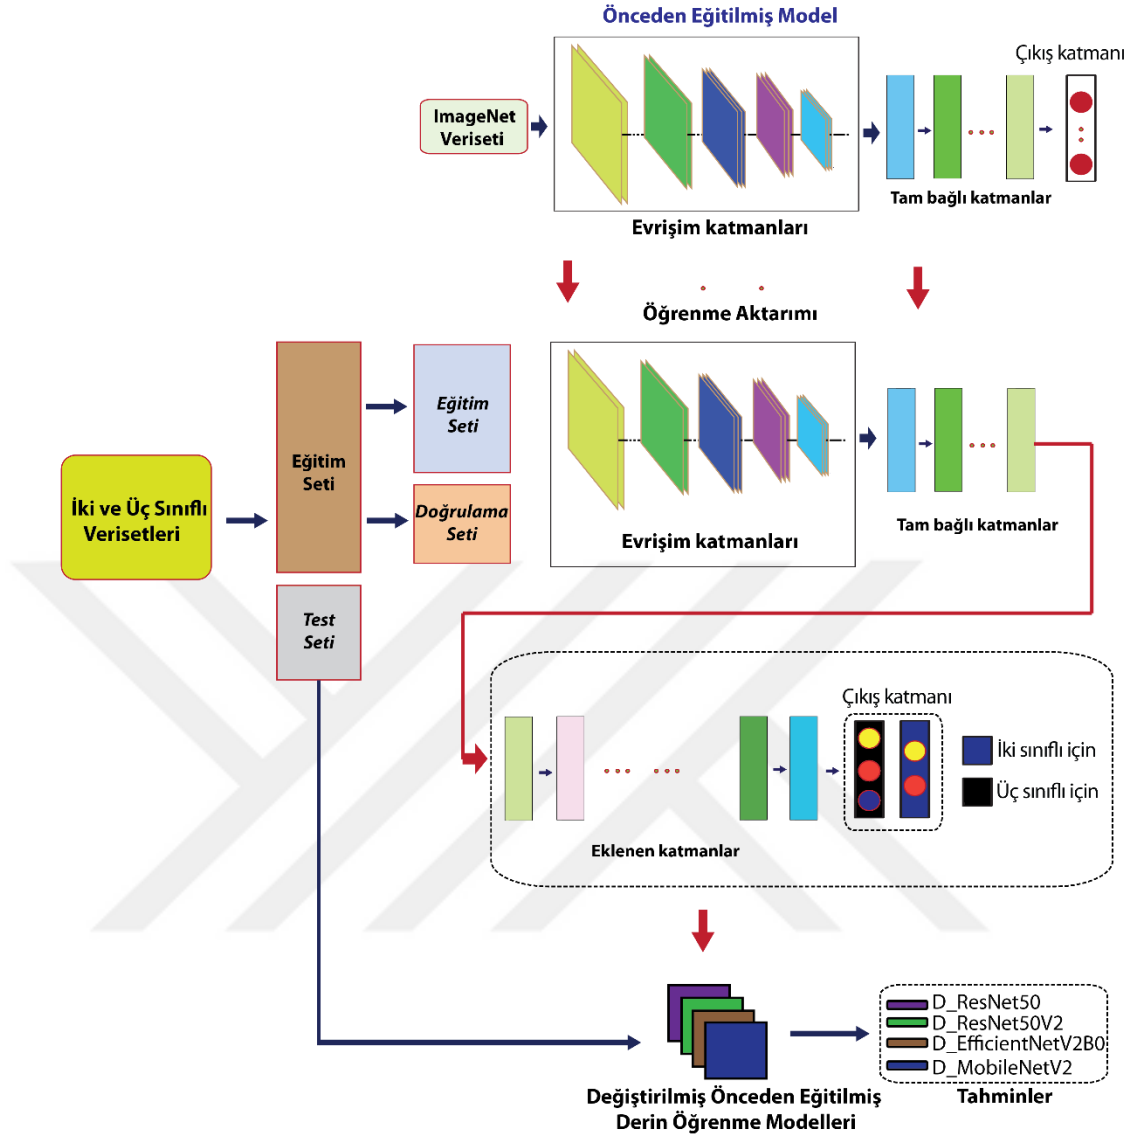 Önceden Eğitilmiş Model
Çıkış katmanı
ImageNet
Veriseti
Tam bağlı katmanlar
Evrişim katmanları
Öğrenme Aktarımı
Eğitim
Seti
Eğitim
Seti
İki ve Üç Sınıflı
Verisetleri
Doğrulama
Seti
Evrişim katmanları
Tam bağlı katmanlar
Test
Seti
Çıkış katmanı
İki sınıflı için
Üç sınıflı için
Eklenen katmanlar
D_ResNet50
D_ResNet50V2
D_EfficientNetV2B0
D_MobileNetV2
Değiştirilmiş Önceden Eğitilmiş
Derin Öğrenme Modelleri
Tahminler